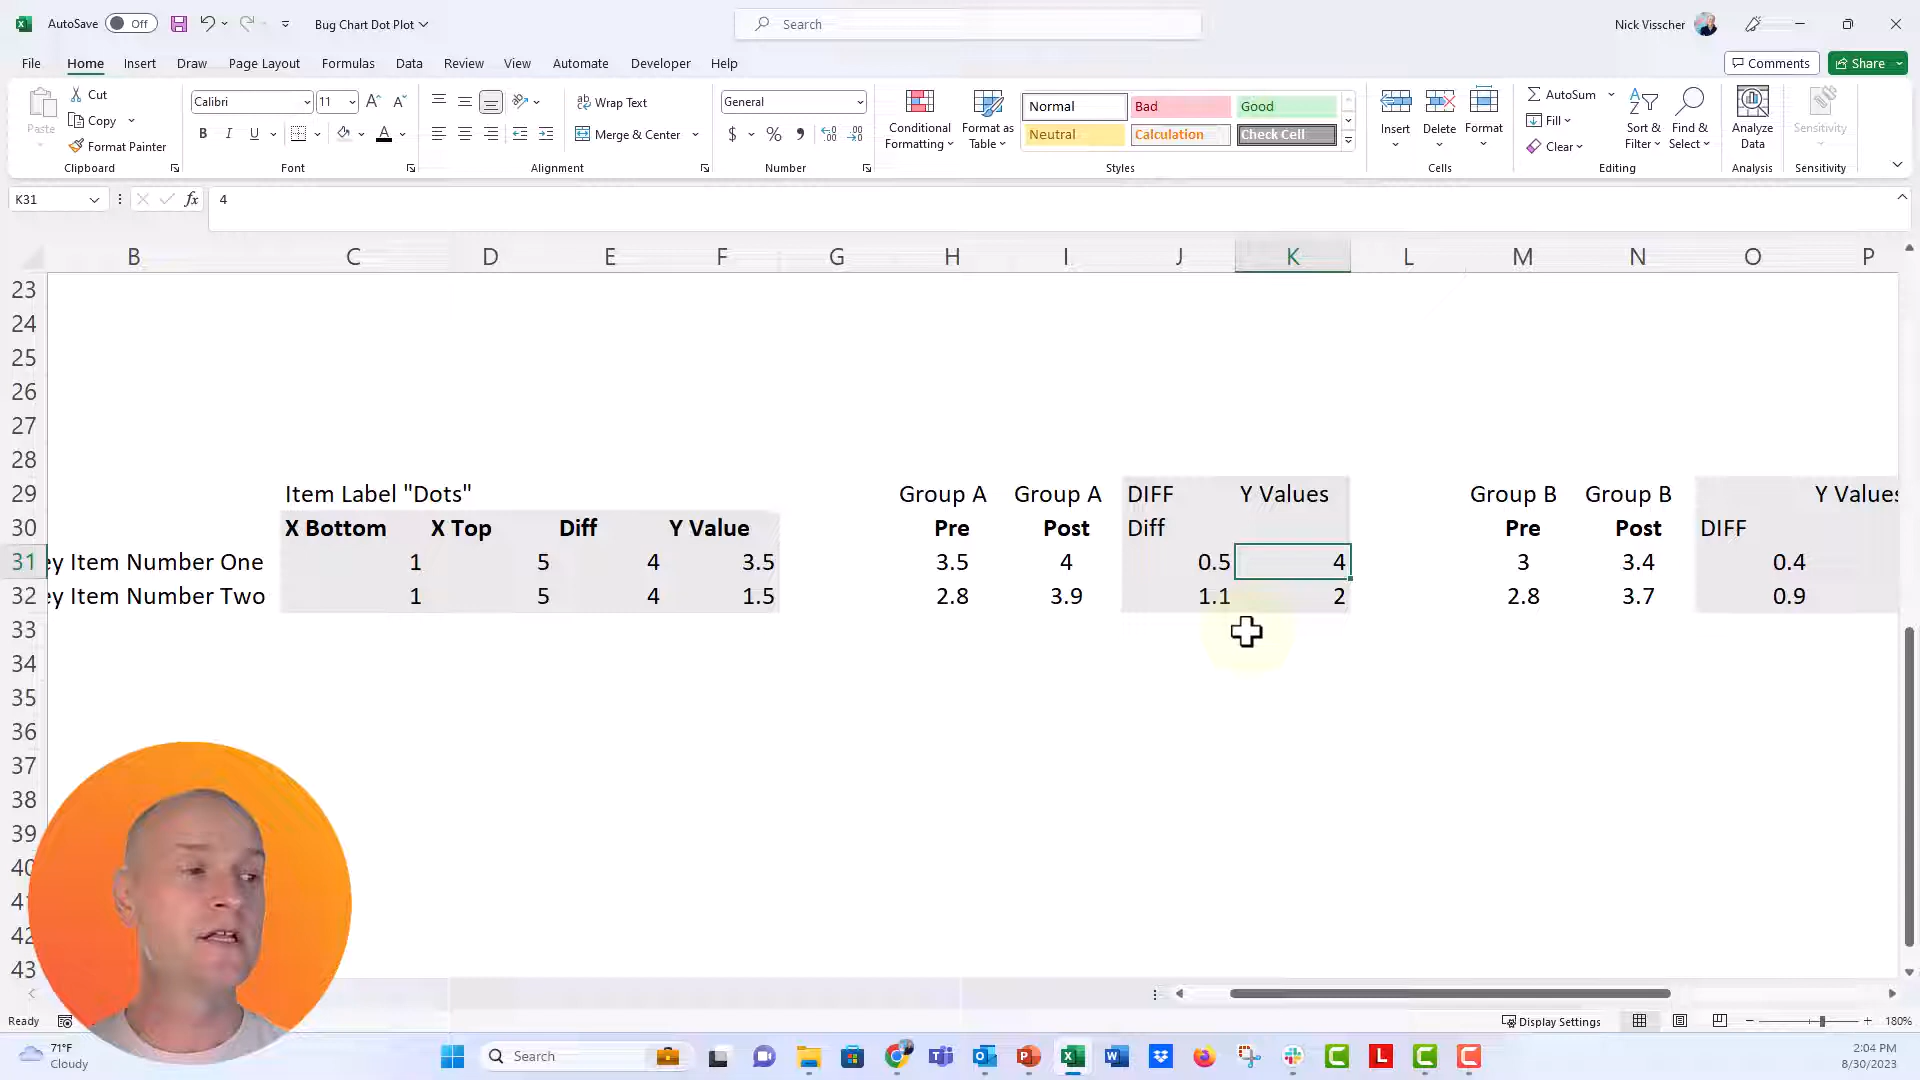 AutoSave Off Bug Chart Dot Plot Search Nick Visscher
File Home Insert Draw Page Layout Formulas Data Review View Automate Developer Help Comments Share
Paste Cut Copy Format Painter Clipboard
Calibri 11 B I U A Font
Wrap Text Merge & Center Alignment
General $ % Number
Conditional Formatting Format as Table Normal Bad Good Neutral Calculation Check Cell Styles
Insert Delete Format Cells
AutoSum Fill Clear Sort & Filter Find & Select Editing
Analyze Data Analysis
Sensitivity Sensitivity
K31 fx 4
B C D E F G H I J K L M N O P
23
24
25
26
27
28
29 Item Label "Dots" Group A Group A DIFF Y Values Group B Group B Y Values
30 X Bottom X Top Diff Y Value Pre Post Diff Pre Post DIFF
31 ey Item Number One 1 5 4 3.5 3.5 4 0.5 4 3 3.4 0.4
32 ey Item Number Two 1 5 4 1.5 2.8 3.9 1.1 2 2.8 3.7 0.9
33
34
35
36
37
38
39
40
41
42
43
Ready Display Settings 180%
71°F
Cloudy
Search
2:04 PM
8/30/2023